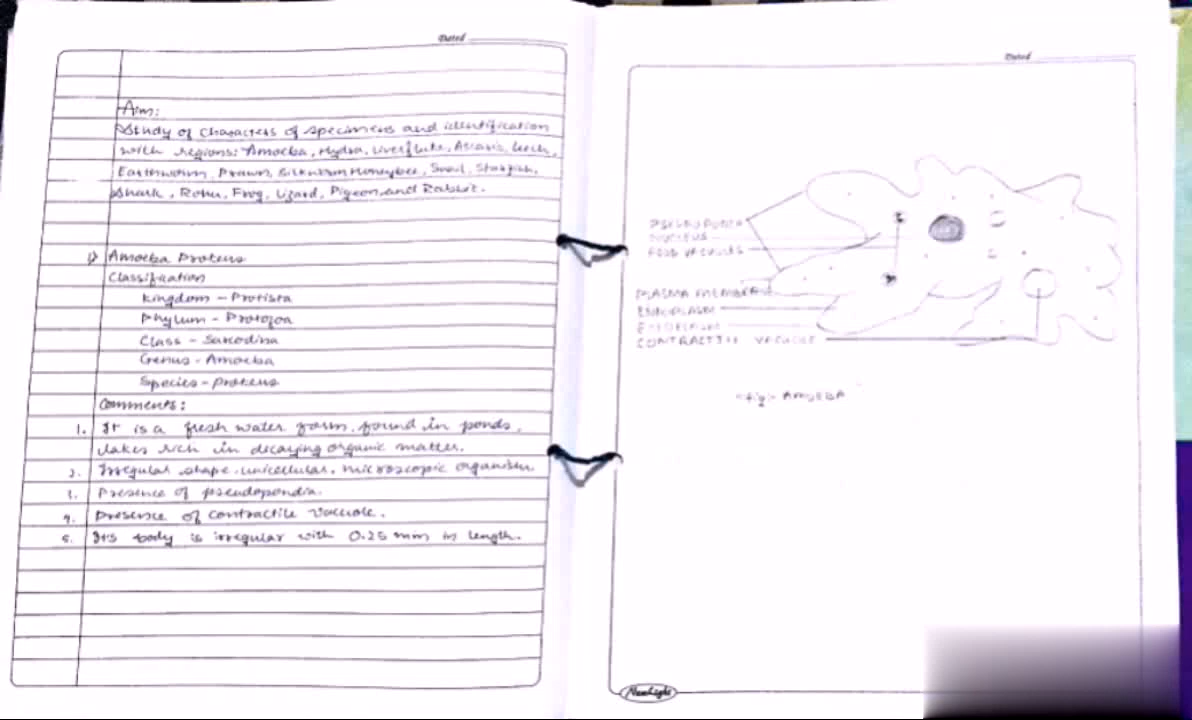 Dated
Aim:
Study of characters of specimens and identification
with regions: Amoeba, Hydra, Liverfluke, Ascaris, Leech,
Earthworm, Prawn, Silkworm Honeybee, Snail, Starfish,
Shark, Rohu, Frog, Lizard, Pigeon and Rabbit.
1) Amoeba Proteus
Classification
Kingdom - Protista
Phylum - Protozoa
Class - Sarcodina
Genus - Amoeba
Species - proteus
Comments:
1. It is a fresh water form, found in ponds,
lakes rich in decaying organic matter.
2. Irregular shape, unicellular, microscopic organism
3. Presence of pseudopondia.
4. Presence of contractile vacuole.
5. It's body is irregular with 0.25 mm in length.
Dated
NUCLEUS
FOOD VACUOLES
PLASMA MEMBRANE
ENDOPLASM
ECTOPLASM
VACUOLE
fig:- AMOEBA
NewLight